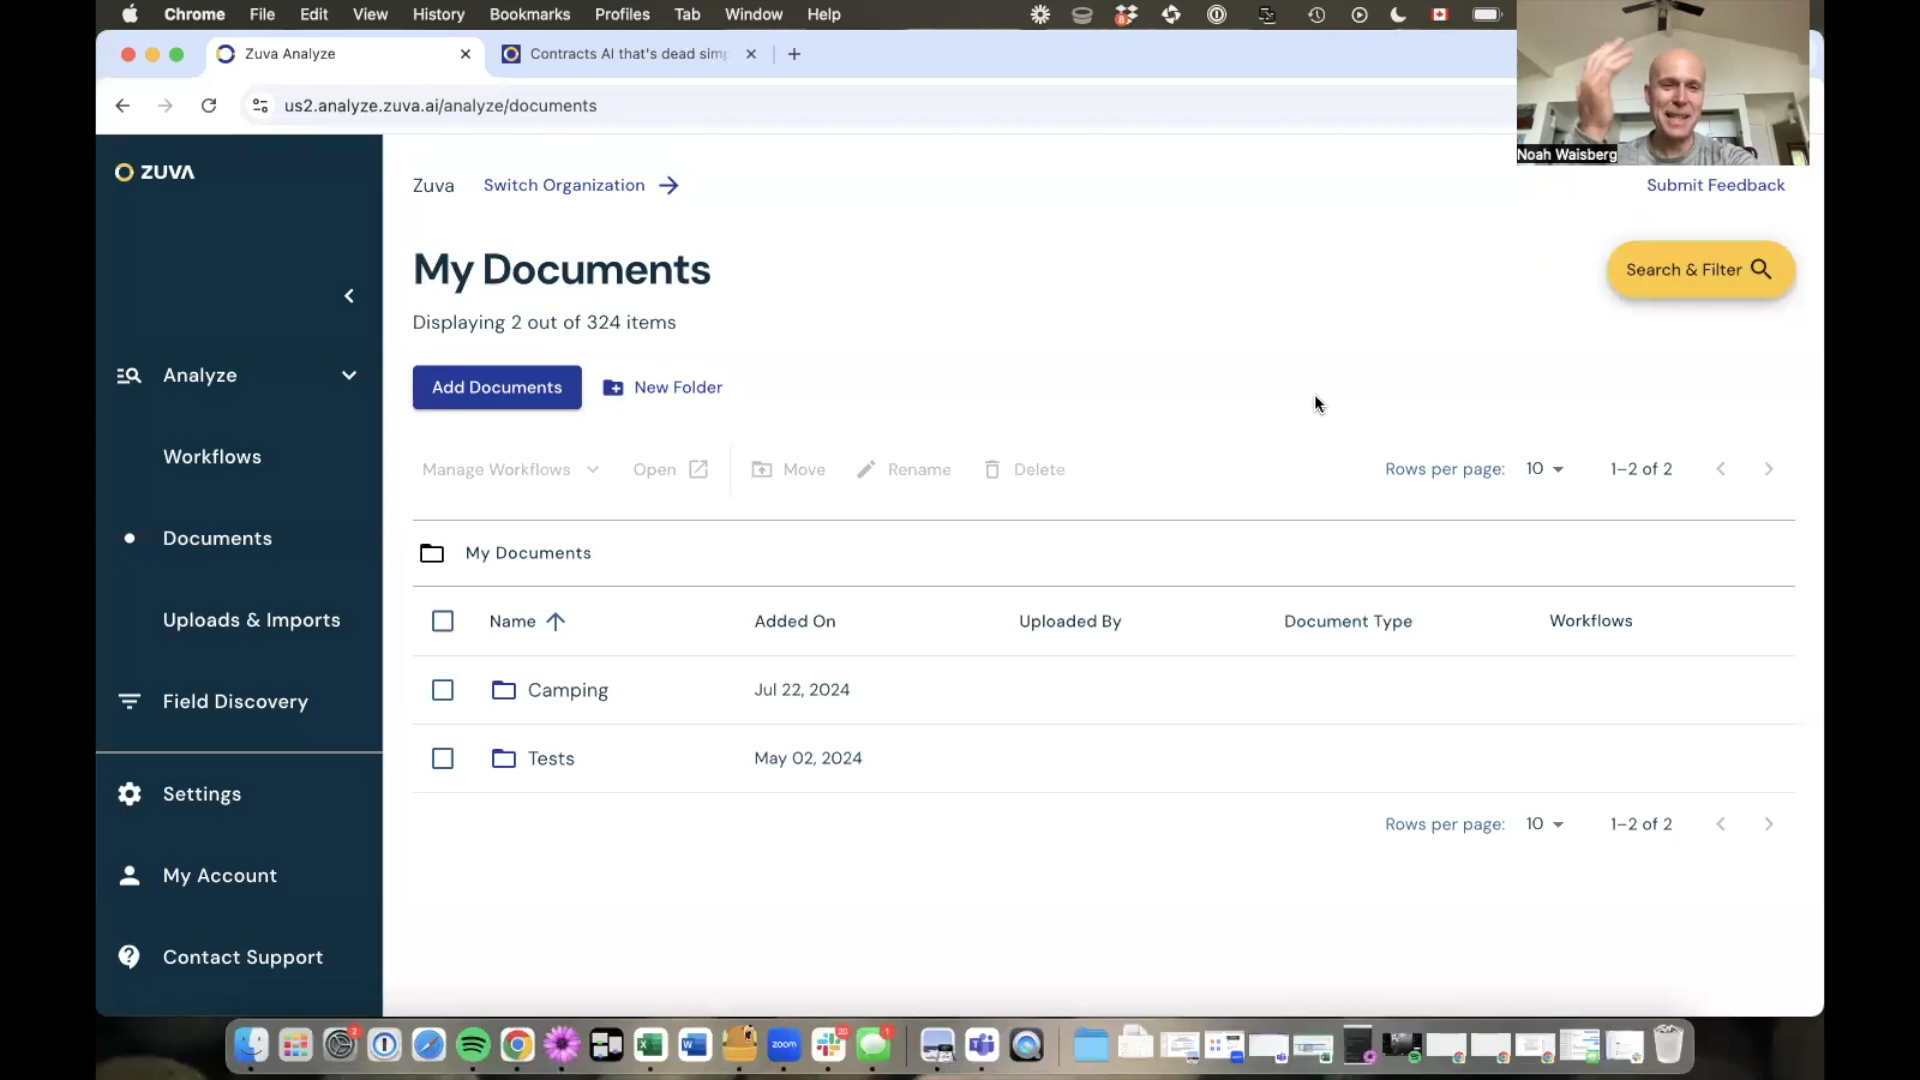 Chrome File Edit View History Bookmarks Profiles Tab Window Help
Zuva Analyze
Contracts AI that's dead simp
us2.analyze.zuva.ai/analyze/documents
Noah Waisberg
ZUVA
Zuva Switch Organization
Submit Feedback
My Documents
Search & Filter
Displaying 2 out of 324 items
Analyze
Add Documents New Folder
Workflows
Manage Workflows Open Move Rename Delete Rows per page: 10 1–2 of 2
Documents
My Documents
Uploads & Imports
Name Added On Uploaded By Document Type Workflows
Field Discovery
Camping Jul 22, 2024
Tests May 02, 2024
Settings
Rows per page: 10 1–2 of 2
My Account
Contact Support
8
2
zoom
20
1